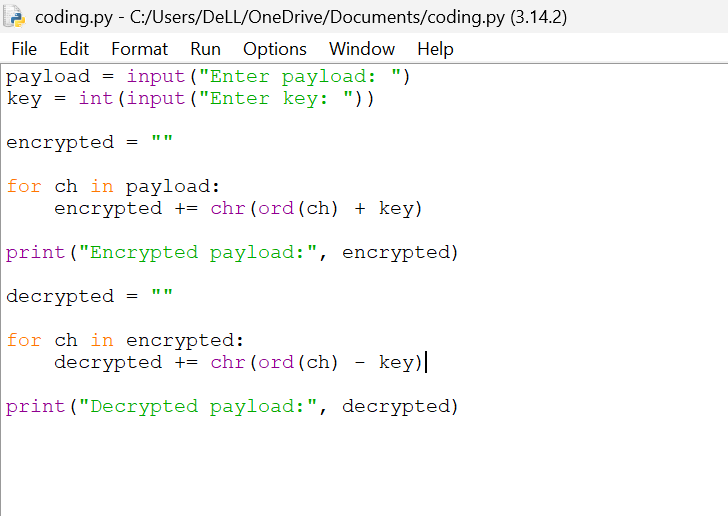 coding.py - C:/Users/DeLL/OneDrive/Documents/coding.py (3.14.2)
File Edit Format Run Options Window Help
payload = input("Enter payload: ")
key = int(input("Enter key: "))
encrypted = ""
for ch in payload:
    encrypted += chr(ord(ch) + key)
print("Encrypted payload:", encrypted)
decrypted = ""
for ch in encrypted:
    decrypted += chr(ord(ch) - key)
print("Decrypted payload:", decrypted)